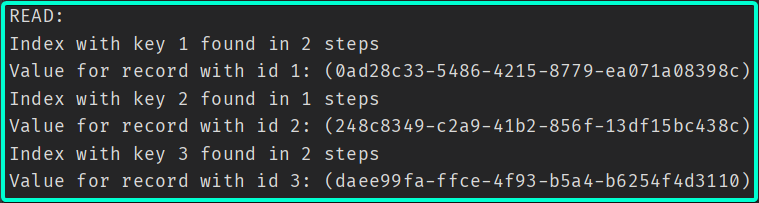 READ:
Index with key 1 found in 2 steps
Value for record with id 1: (0ad28c33-5486-4215-8779-ea071a08398c)
Index with key 2 found in 1 steps
Value for record with id 2: (248c8349-c2a9-41b2-856f-13df15bc438c)
Index with key 3 found in 2 steps
Value for record with id 3: (daee99fa-ffce-4f93-b5a4-b6254f4d3110)